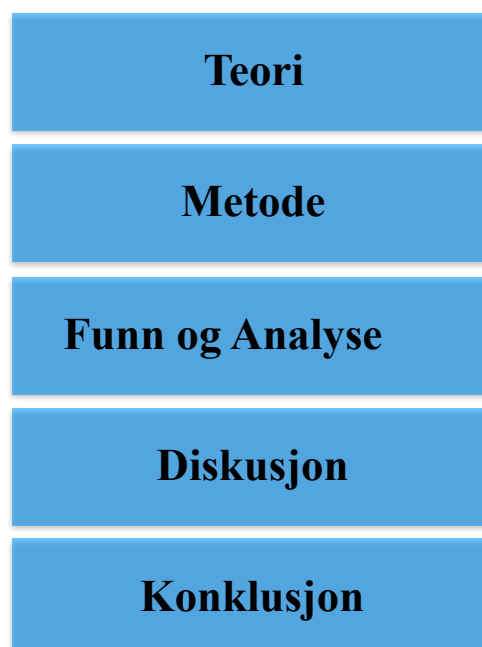 Teori
Metode
Funn og Analyse
Diskusjon
Konklusjon